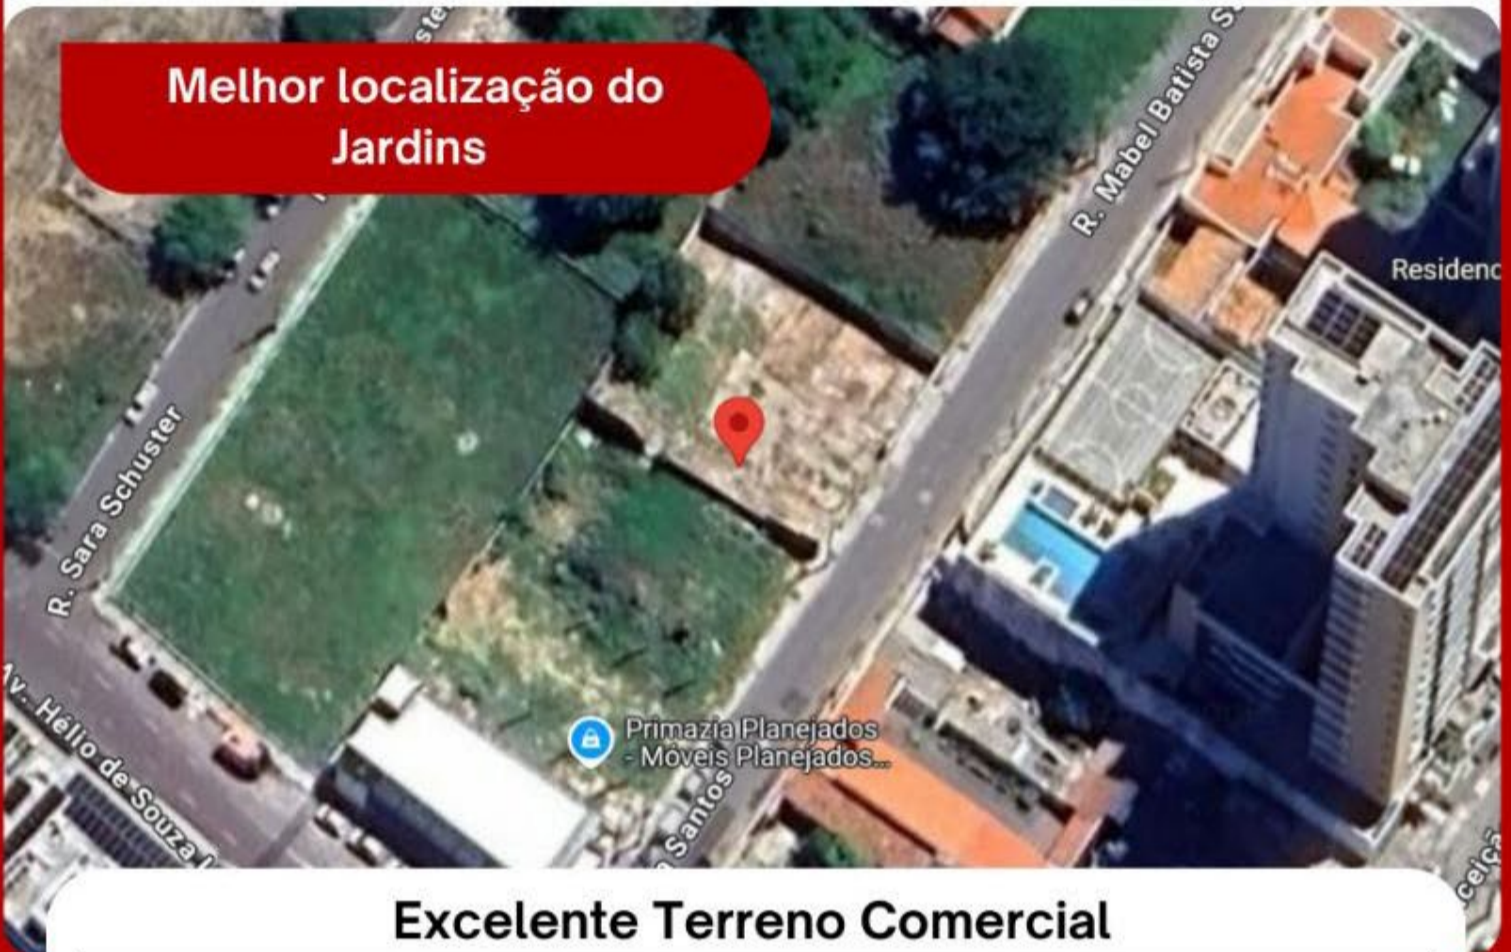 Melhor localização do
Jardins
R. Mabel Batista S
Residenc
R. Sara Schuster
Primazia Planejados
- Móveis Planejados...
Av. Hélio de Souza
Santos
Excelente Terreno Comercial